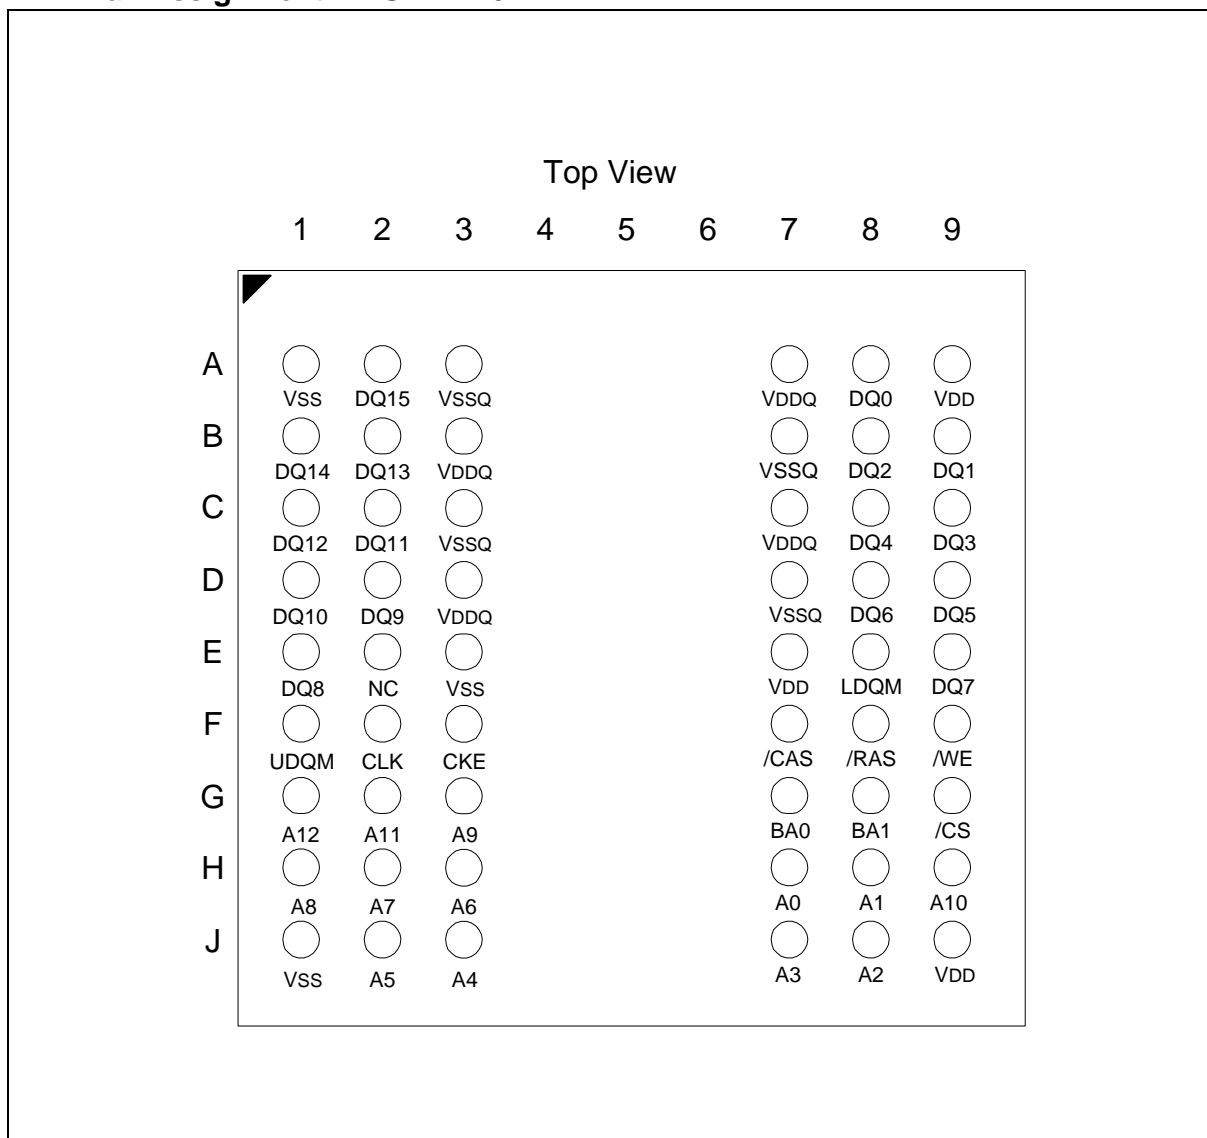 Top View
1 2 3 4 5 6 7 8 9
A
VSS DQ15 VSSQ VDDQ DQ0 VDD
B
DQ14 DQ13 VDDQ VSSQ DQ2 DQ1
C
DQ12 DQ11 VSSQ VDDQ DQ4 DQ3
D
DQ10 DQ9 VDDQ VSSQ DQ6 DQ5
E
DQ8 NC VSS VDD LDQM DQ7
F
UDQM CLK CKE /CAS /RAS /WE
G
A12 A11 A9 BA0 BA1 /CS
H
A8 A7 A6 A0 A1 A10
J
VSS A5 A4 A3 A2 VDD